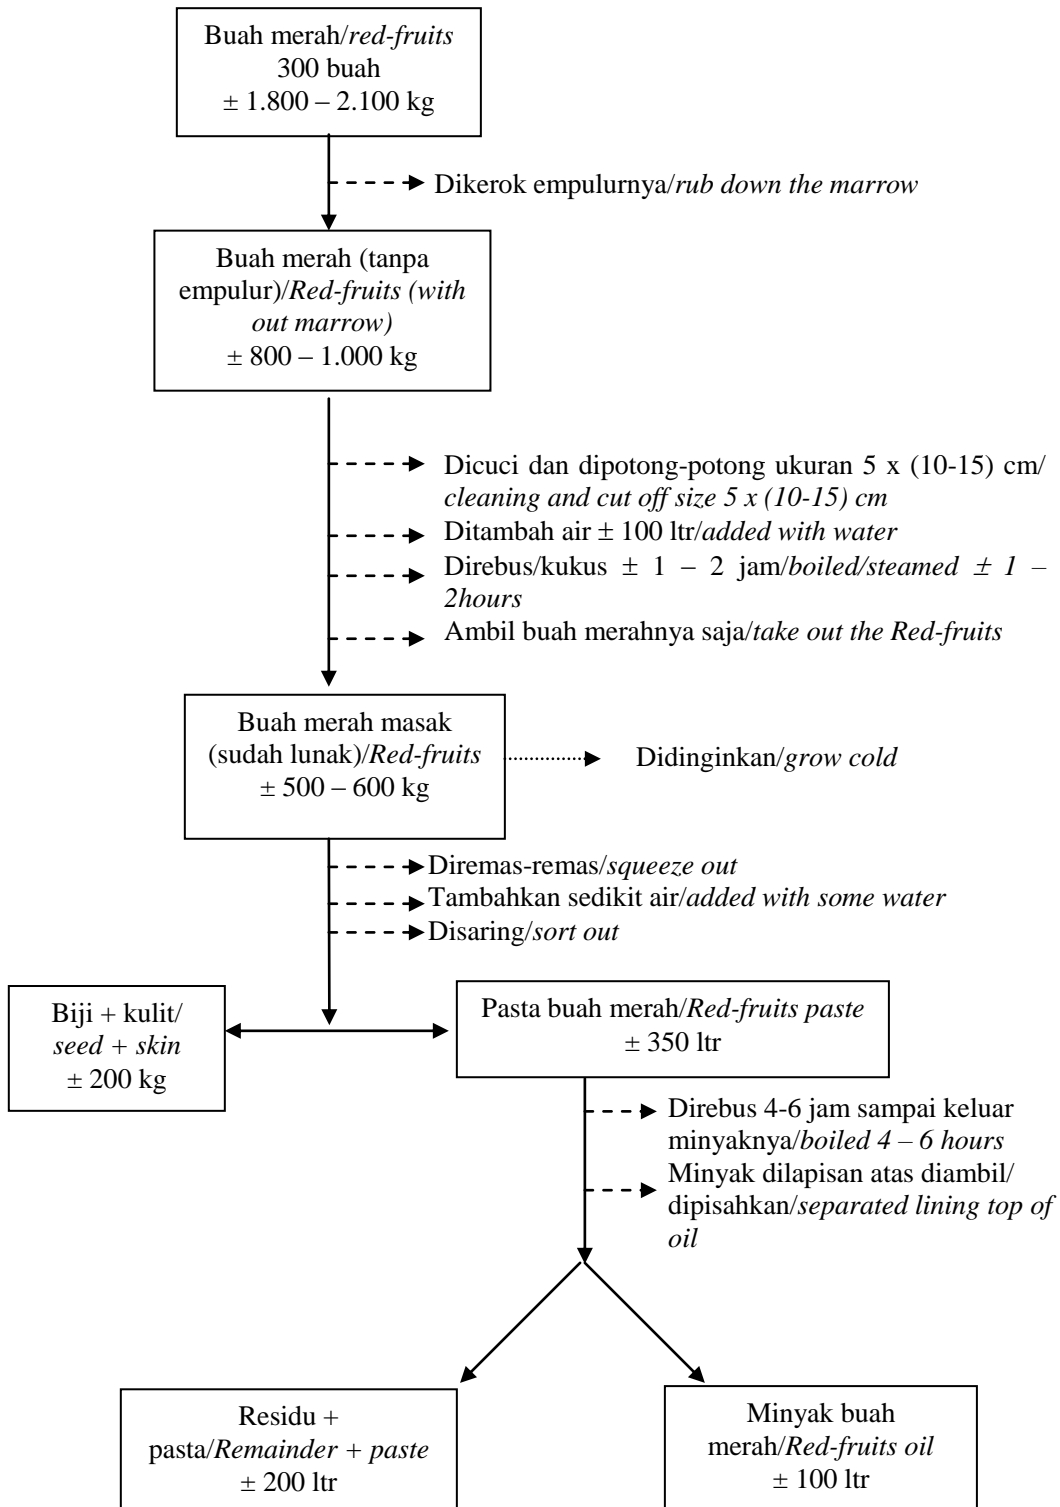 Buah merah/red-fruits
300 buah
± 1.800 – 2.100 kg
Dikerok empulurnya/rub down the marrow
Buah merah (tanpa
empulur)/Red-fruits (with
out marrow)
± 800 – 1.000 kg
Dicuci dan dipotong-potong ukuran 5 x (10-15) cm/
cleaning and cut off size 5 x (10-15) cm
Ditambah air ± 100 ltr/added with water
Direbus/kukus ± 1 – 2 jam/boiled/steamed ± 1 –
2hours
Ambil buah merahnya saja/take out the Red-fruits
Buah merah masak
(sudah lunak)/Red-fruits
± 500 – 600 kg
Didinginkan/grow cold
Diremas-remas/squeeze out
Tambahkan sedikit air/added with some water
Disaring/sort out
Biji + kulit/
seed + skin
± 200 kg
Pasta buah merah/Red-fruits paste
± 350 ltr
Direbus 4-6 jam sampai keluar
minyaknya/boiled 4 – 6 hours
Minyak dilapisan atas diambil/
dipisahkan/separated lining top of
oil
Residu +
pasta/Remainder + paste
± 200 ltr
Minyak buah
merah/Red-fruits oil
± 100 ltr